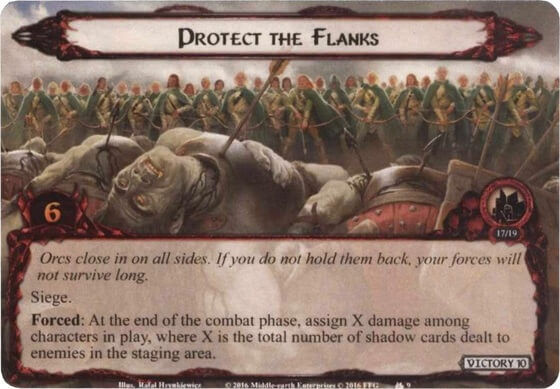 PROTECT THE FLANKS
6
17/19
Orcs close in on all sides. If you do not hold them back, your forces will
not survive long.
Siege.
Forced: At the end of the combat phase, assign X damage among
characters in play, where X is the total number of shadow cards dealt to
enemies in the staging area.
VICTORY 10
Illus. Rafał Hrynkiewicz © 2016 Middle-earth Enterprises © 2016 FFG 9